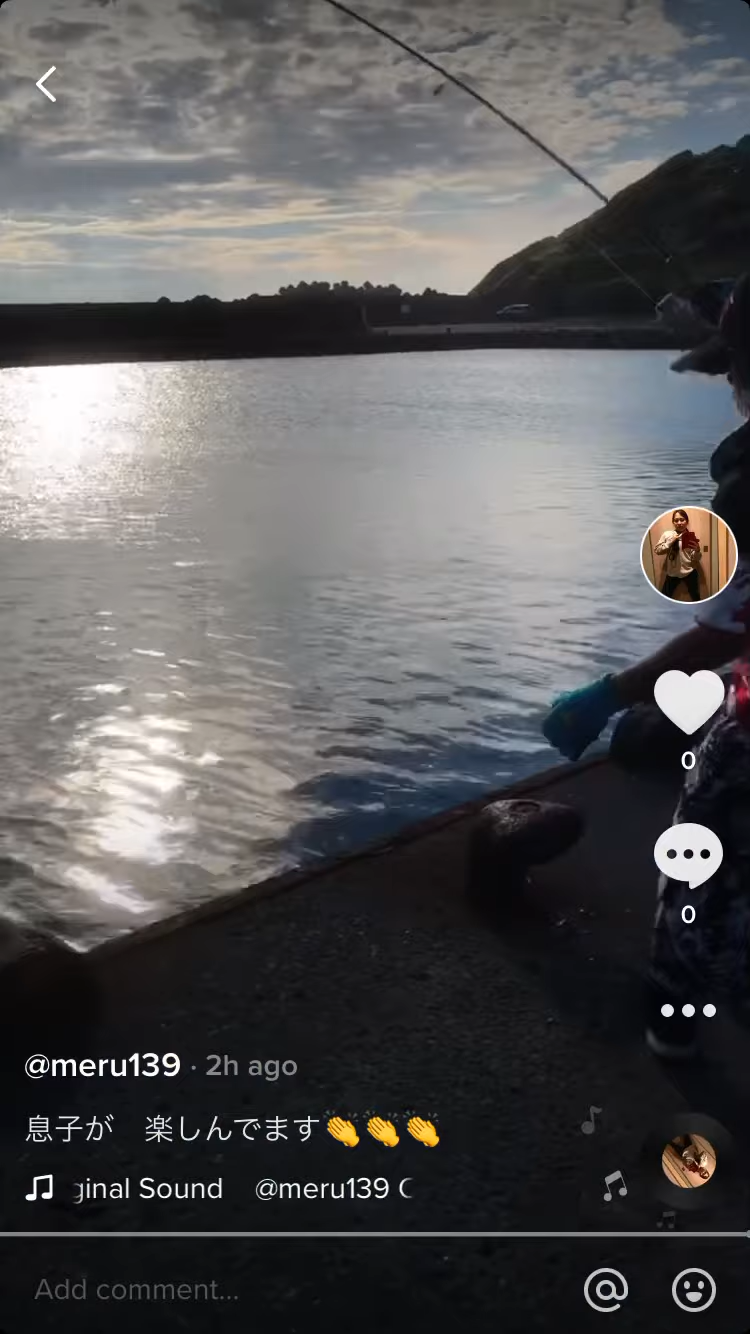 0
0
@meru139 · 2h ago
息子が　楽しんでます👏👏👏
ginal Sound @meru139
Add comment...